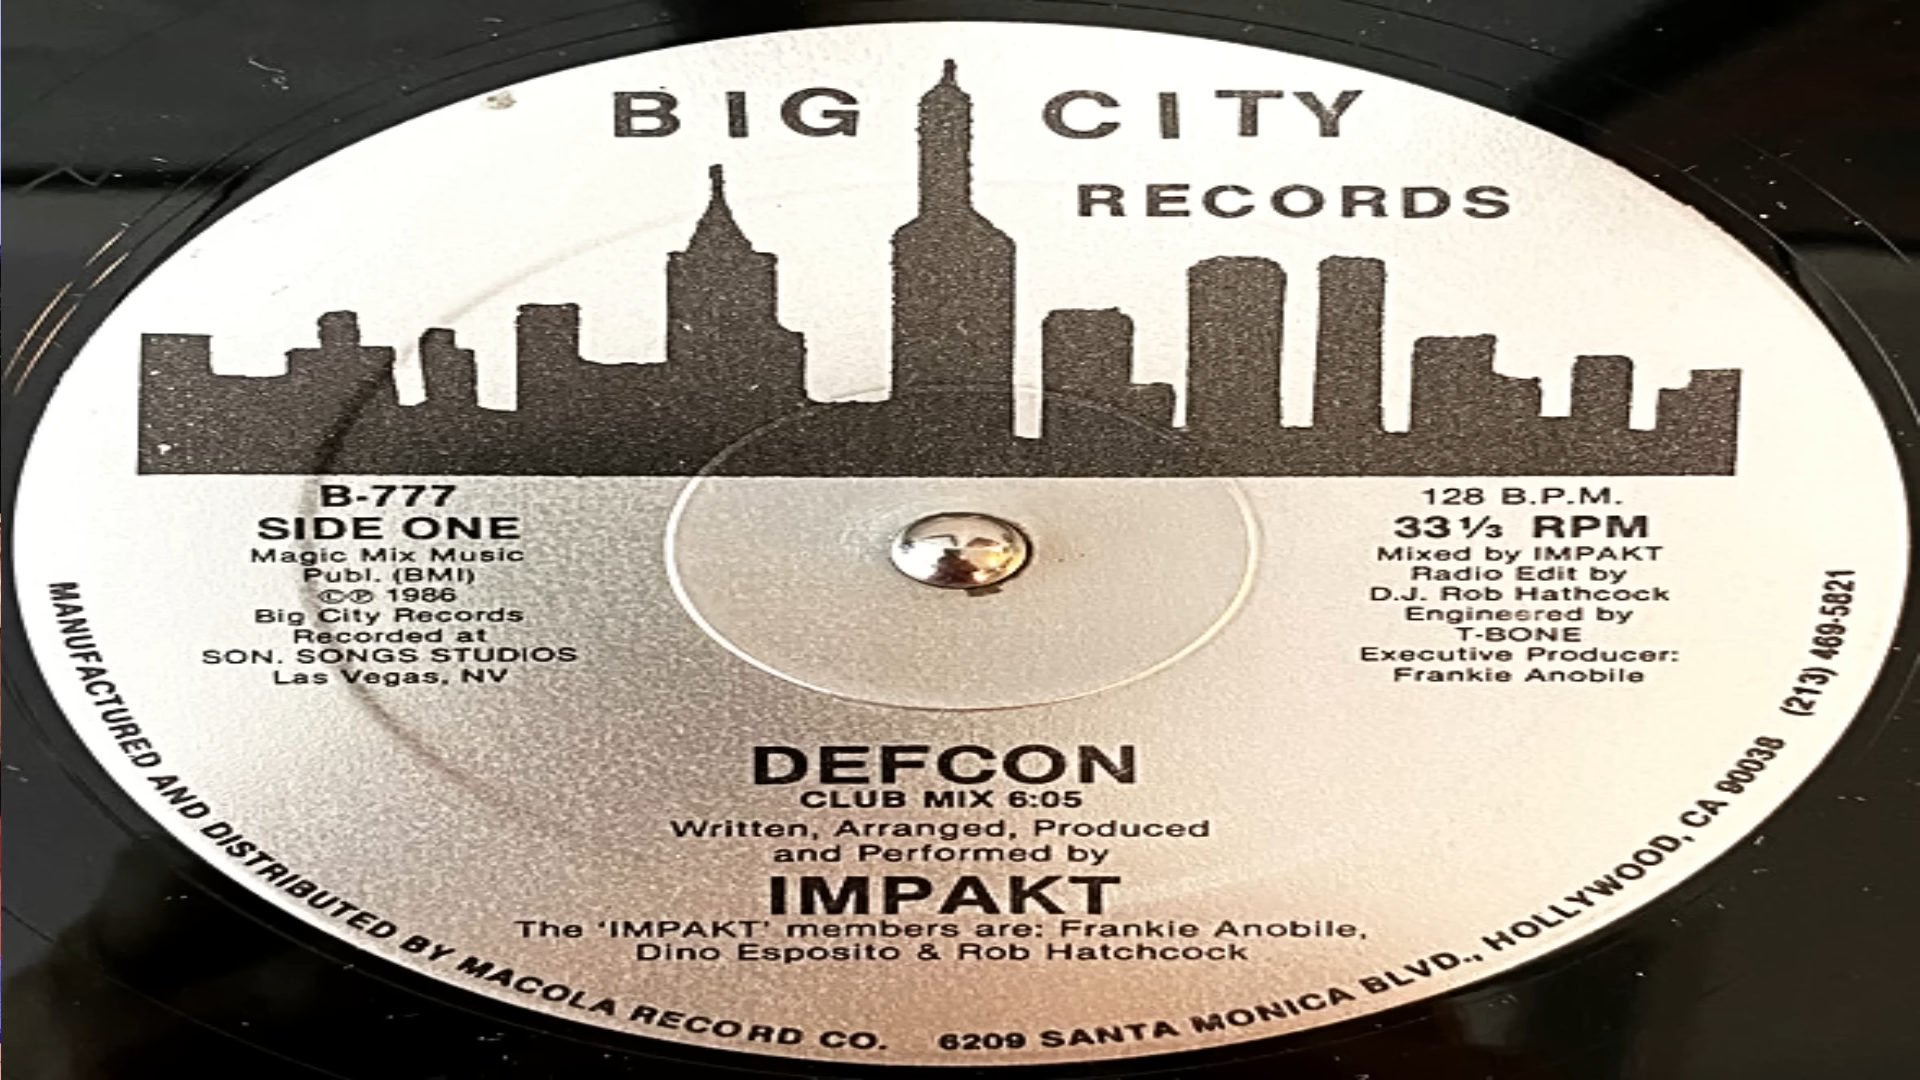 BIG CITY
RECORDS
B-777
SIDE ONE
Magic Mix Music
Publ. (BMI)
©℗ 1986
Big City Records
Recorded at
SON. SONGS STUDIOS
Las Vegas, NV
128 B.P.M.
33⅓ RPM
Mixed by IMPAKT
Radio Edit by
D.J. Rob Hathcock
Engineered by
T-BONE
Executive Producer:
Frankie Anobile
DEFCON
CLUB MIX 6:05
Written, Arranged, Produced
and Performed by
IMPAKT
The 'IMPAKT' members are: Frankie Anobile,
Dino Esposito & Rob Hatchcock
MANUFACTURED AND DISTRIBUTED BY MACOLA RECORD CO. 6209 SANTA MONICA BLVD., HOLLYWOOD, CA 90038 (213) 469-5821